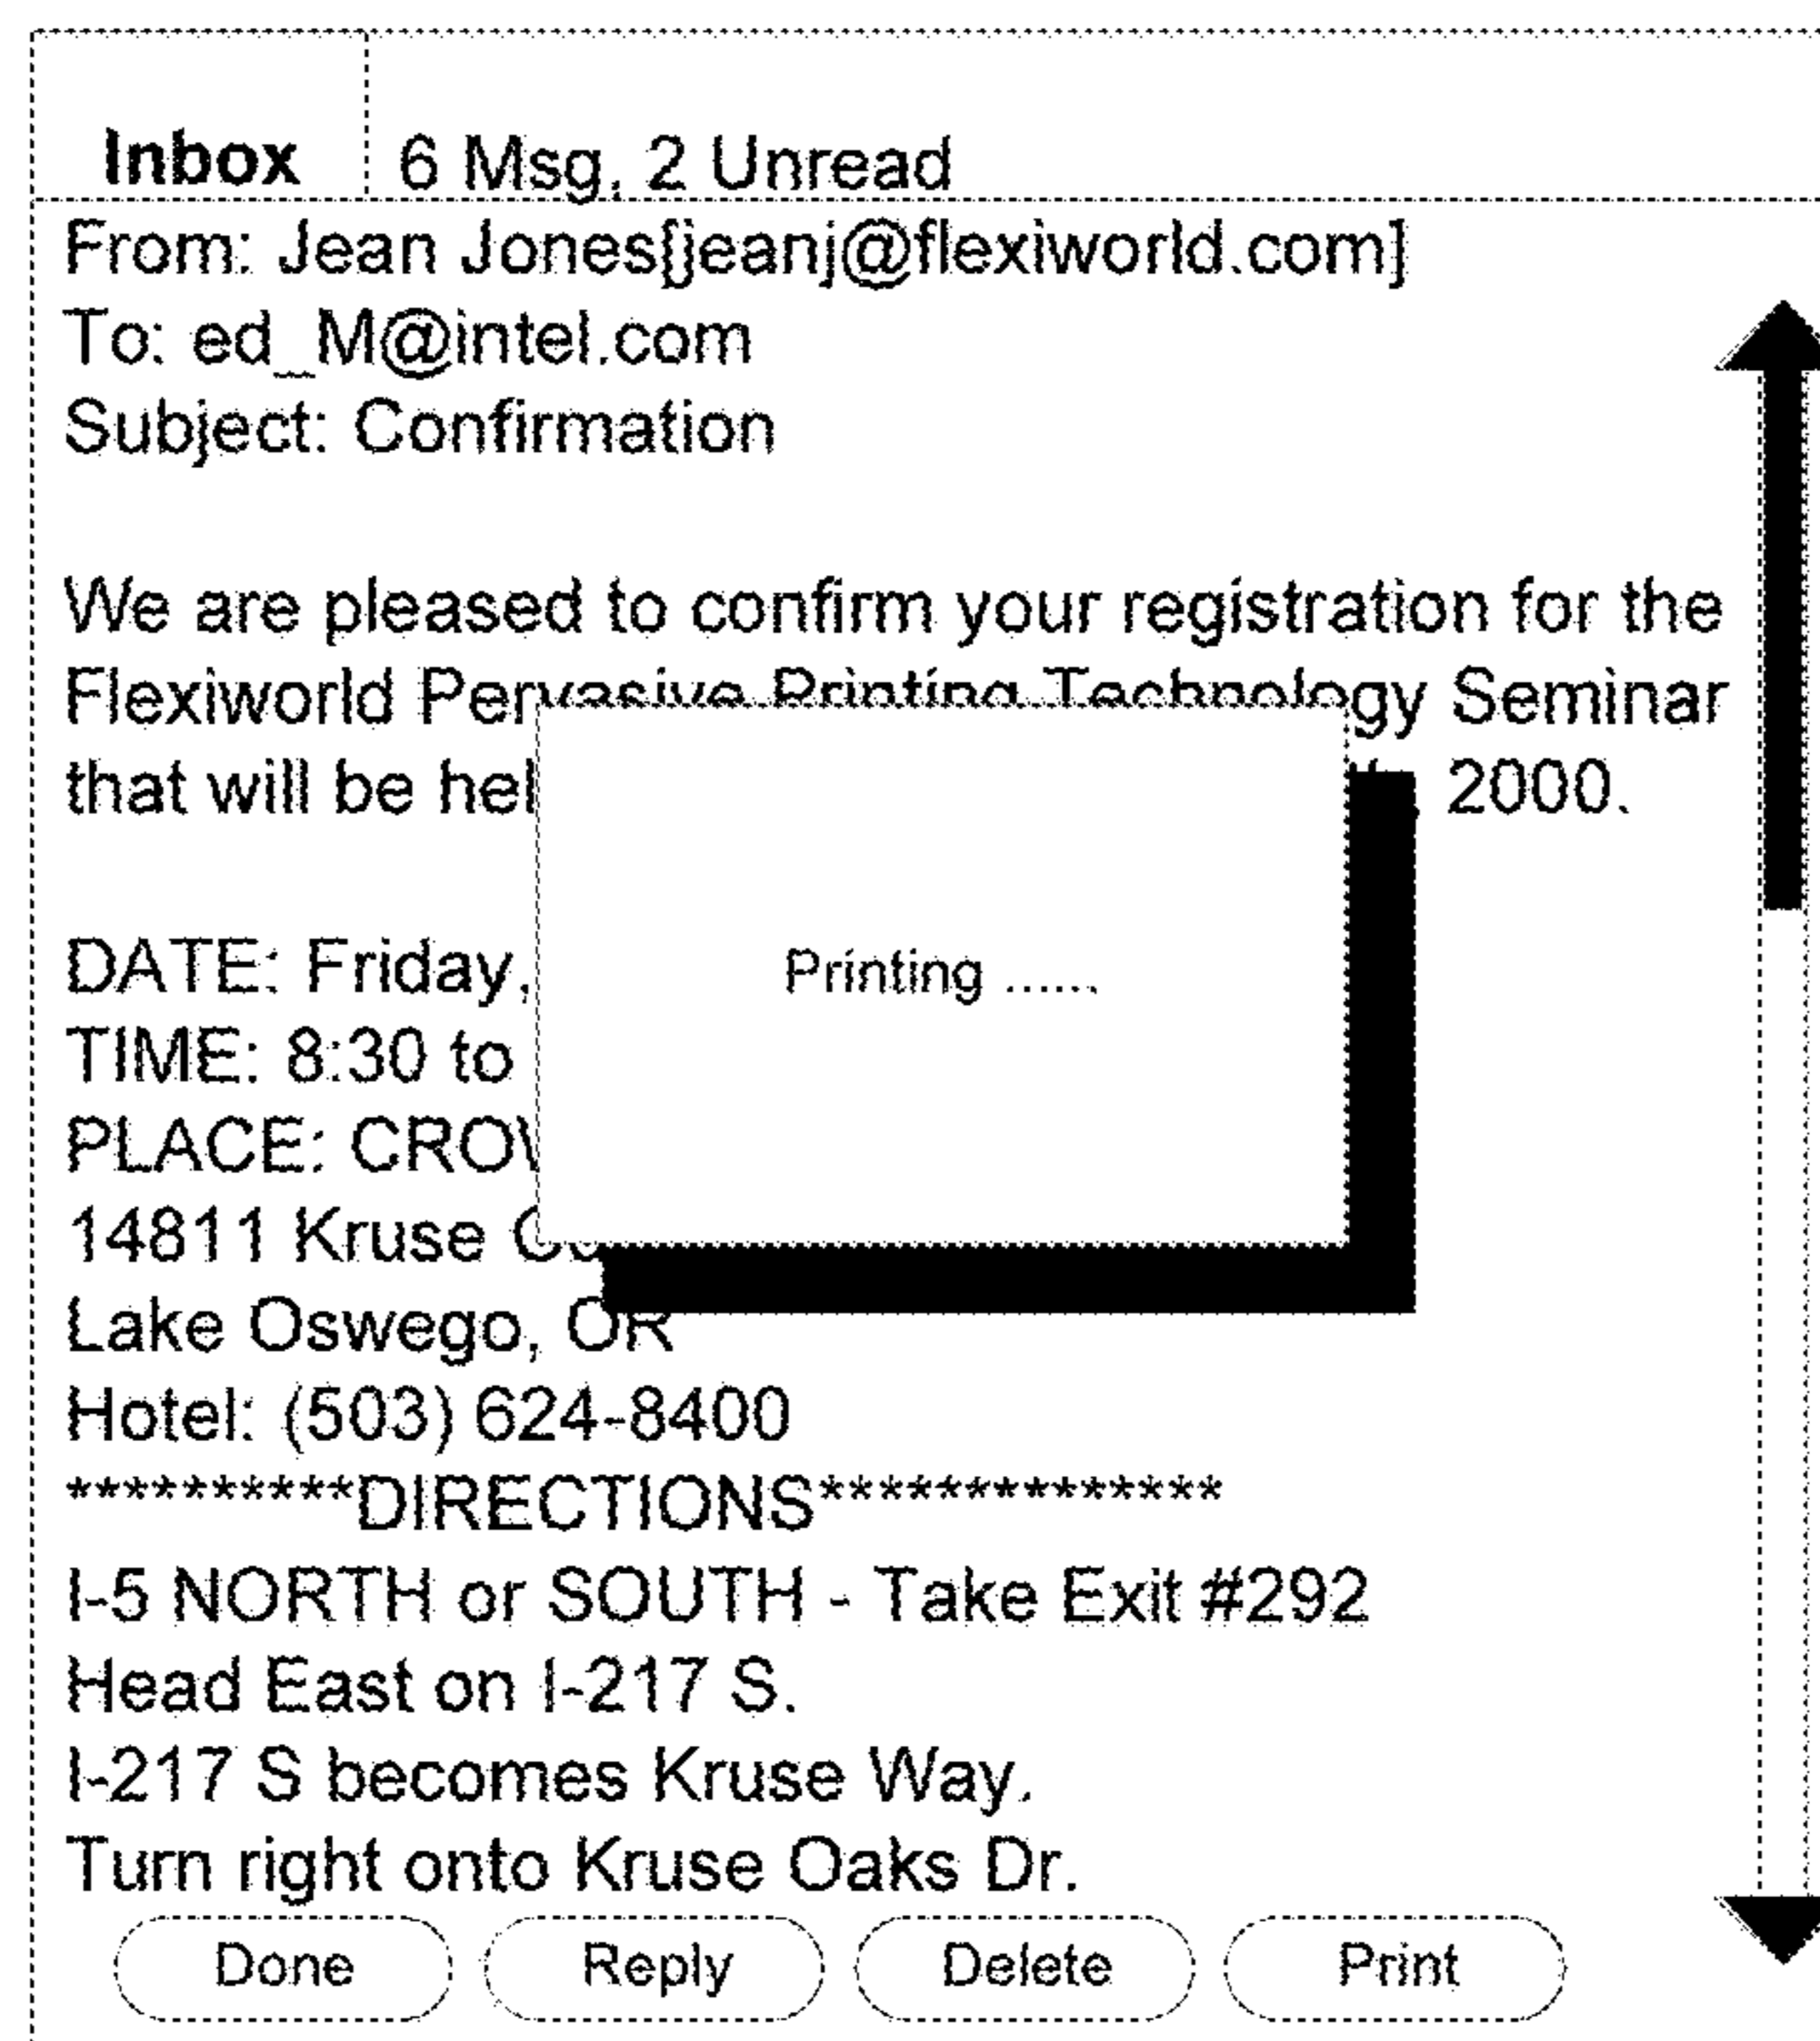 Inbox 6 Msg, 2 Unread
From: Jean Jones[jeanj@flexiworld.com]
To: ed_M@intel.com
Subject: Confirmation
We are pleased to confirm your registration for the
Flexiworld Pervasive Printing Technology Seminar
that will be 2000.
DATE: Friday,
Printing ......
TIME: 8:30 to
PLACE:
14811 Kruse
Lake Oswego, OR
Hotel: (503) 624-8400
**********DIRECTIONS**************
I-5 NORTH or SOUTH - Take Exit #292
Head East on I-217 S.
I-217 S becomes Kruse Way.
Turn right onto Kruse Oaks Dr.
Done Reply Delete Print